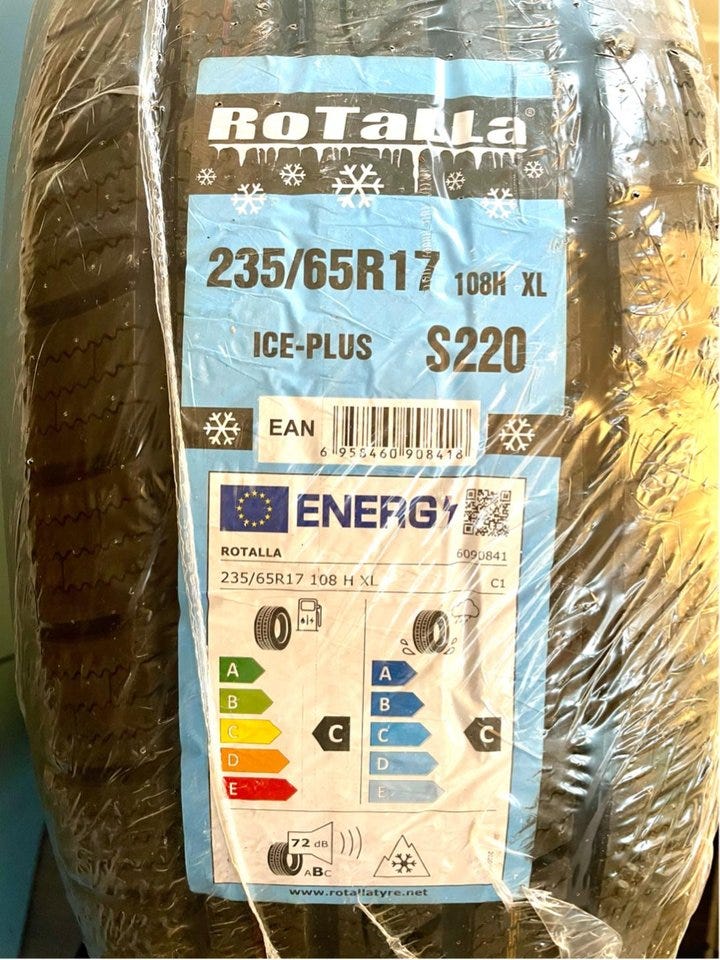 RoTaLLa®
235/65R17 108H XL
ICE-PLUS S220
EAN
6 958460 908418
ENERG
ROTALLA 6090841
235/65R17 108 H XL C1
A A
B B
C C C C
D D
E E
72 dB
ABC
www.rotallatyre.net